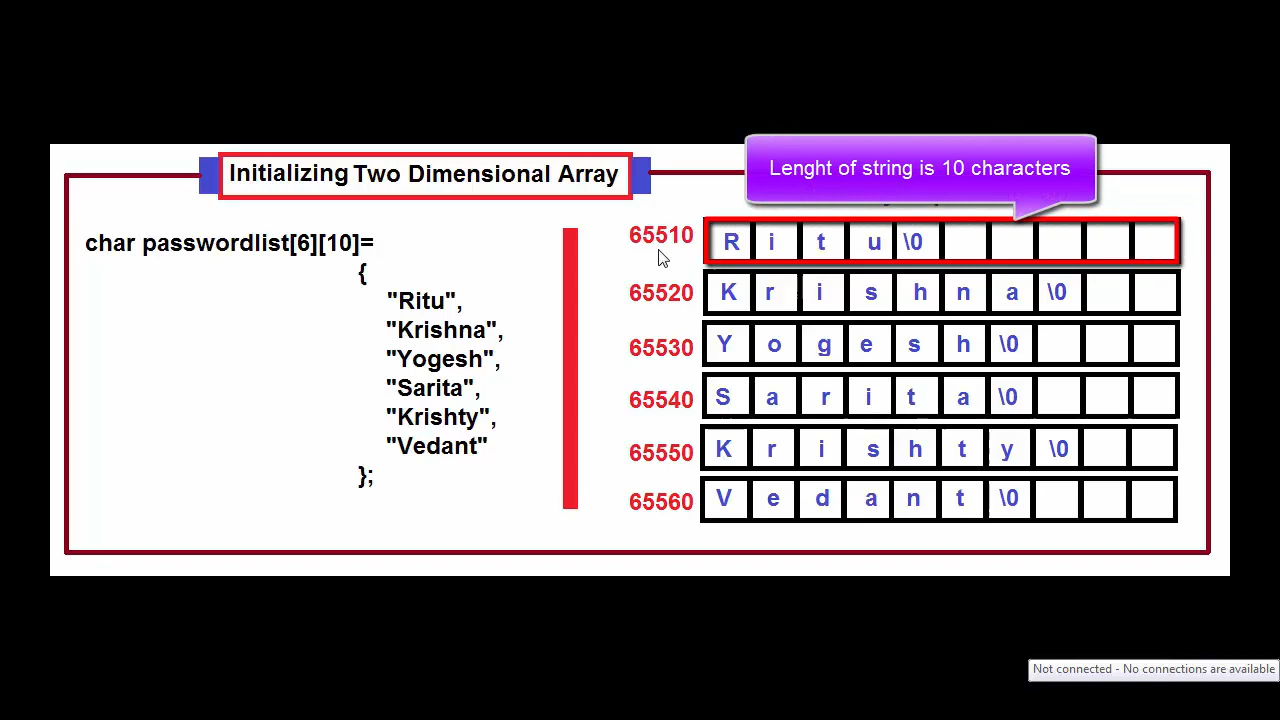 Initializing Two Dimensional Array
Lenght of string is 10 characters
char passwordlist[6][10]=
{
"Ritu",
"Krishna",
"Yogesh",
"Sarita",
"Krishty",
"Vedant"
};
65510 R i t u \0
65520 K r i s h n a \0
65530 Y o g e s h \0
65540 S a r i t a \0
65550 K r i s h t y \0
65560 V e d a n t \0
Not connected - No connections are available